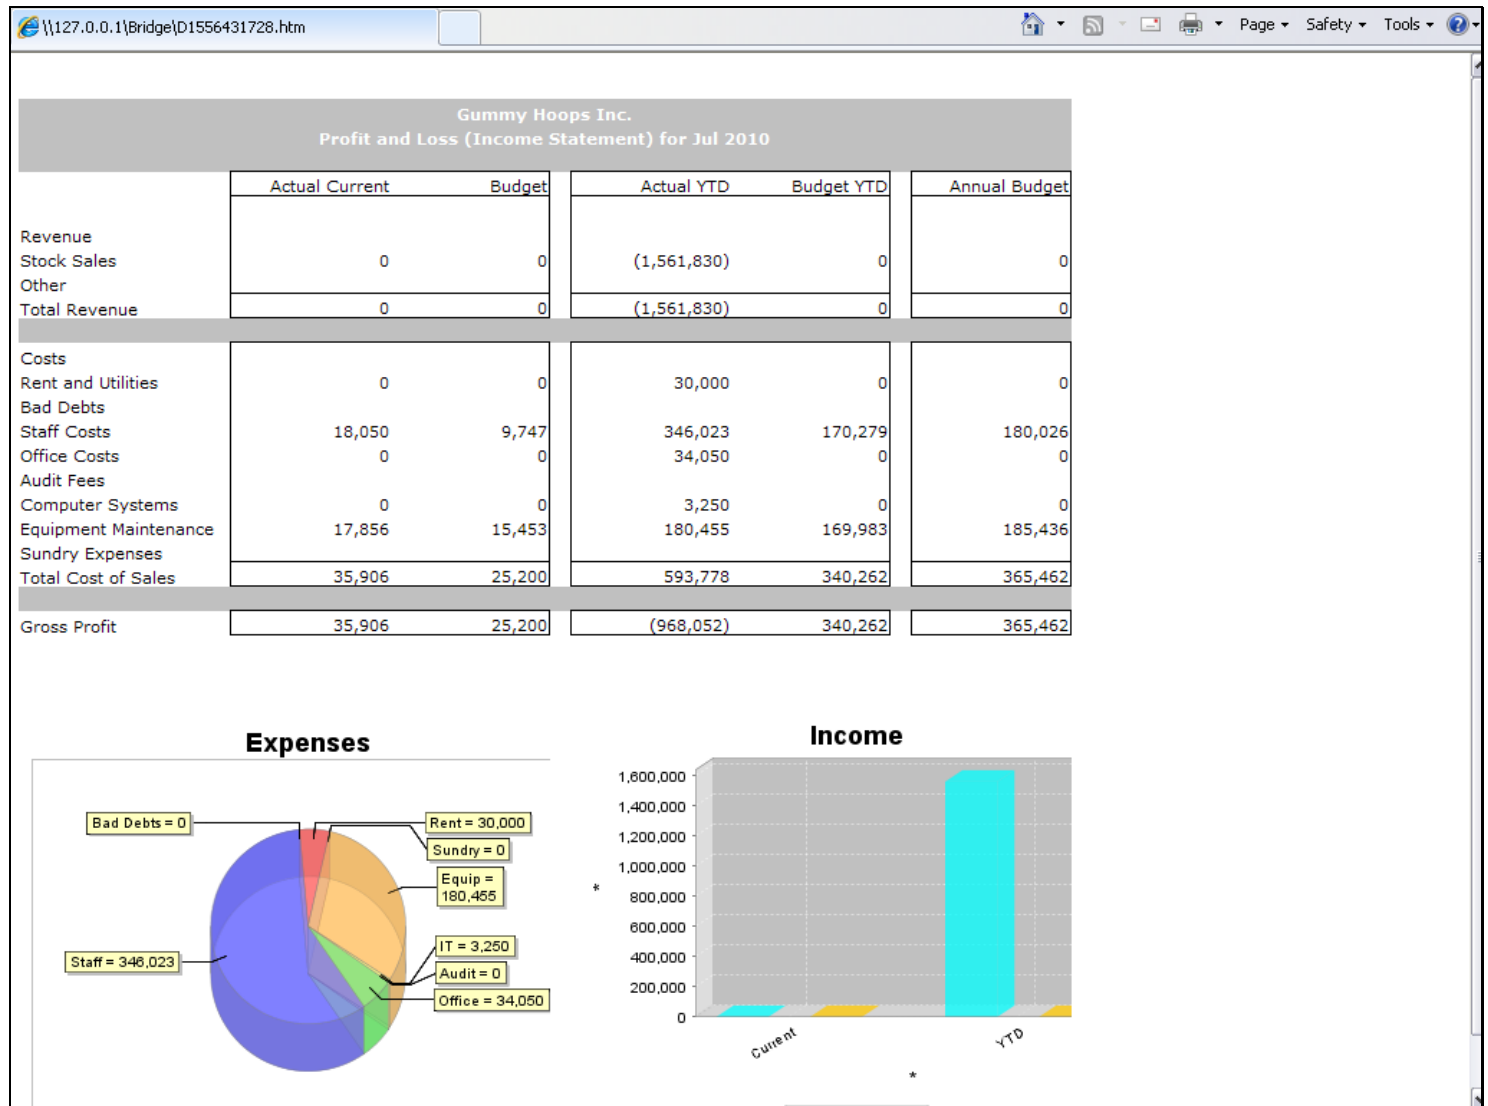 \\127.0.0.1\Bridge\D1556431728.htm Page Safety Tools
Gummy Hoops Inc.
Profit and Loss (Income Statement) for Jul 2010
Actual Current Budget Actual YTD Budget YTD Annual Budget
Revenue
Stock Sales 0 0 (1,561,830) 0 0
Other
Total Revenue 0 0 (1,561,830) 0 0
Costs
Rent and Utilities 0 0 30,000 0 0
Bad Debts
Staff Costs 18,050 9,747 346,023 170,279 180,026
Office Costs 0 0 34,050 0 0
Audit Fees
Computer Systems 0 0 3,250 0 0
Equipment Maintenance 17,856 15,453 180,455 169,983 185,436
Sundry Expenses
Total Cost of Sales 35,906 25,200 593,778 340,262 365,462
Gross Profit 35,906 25,200 (968,052) 340,262 365,462
Expenses
Bad Debts = 0
Rent = 30,000
Sundry = 0
Equip =
180,455
IT = 3,250
Staff = 346,023
Audit = 0
Office = 34,050
Income
1,600,000
1,400,000
1,200,000
1,000,000
*
800,000
600,000
400,000
200,000
0
Current YTD
*